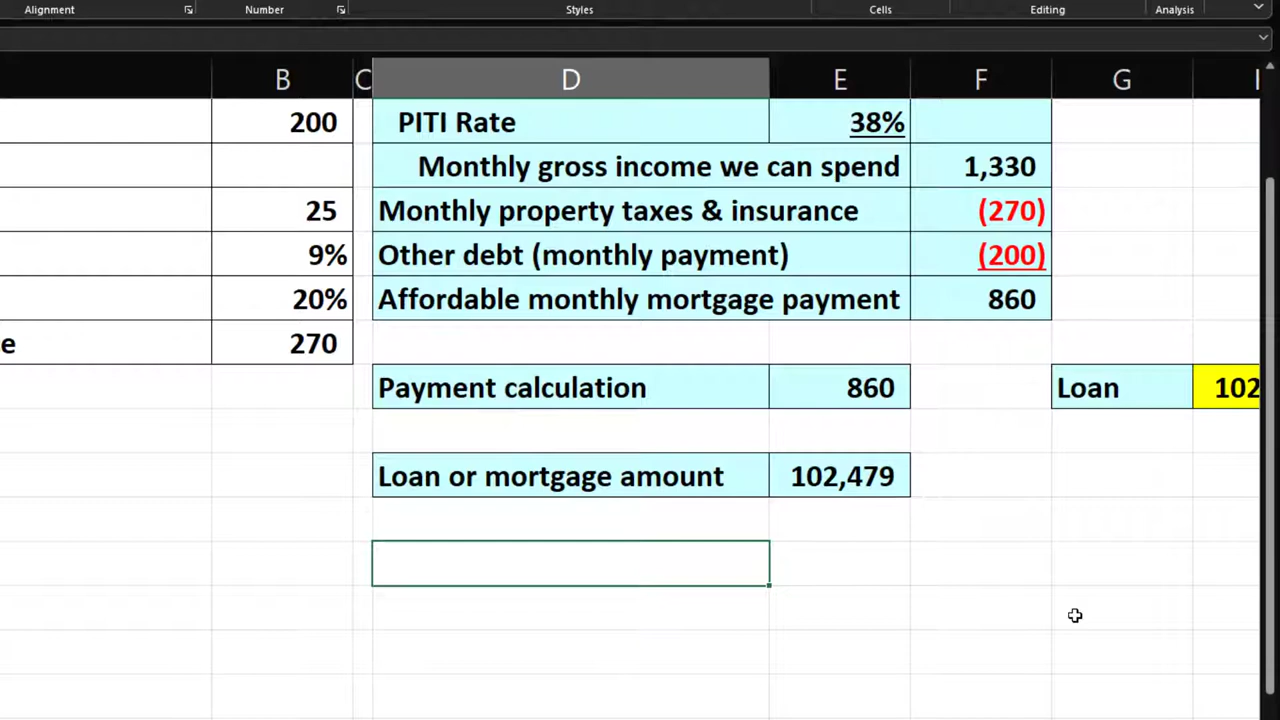 Alignment Number Styles Cells Editing Analysis
B C D E F G
200 PITI Rate 38%
Monthly gross income we can spend 1,330
25 Monthly property taxes & insurance (270)
9% Other debt (monthly payment) (200)
20% Affordable monthly mortgage payment 860
e 270
Payment calculation 860 Loan 102
Loan or mortgage amount 102,479